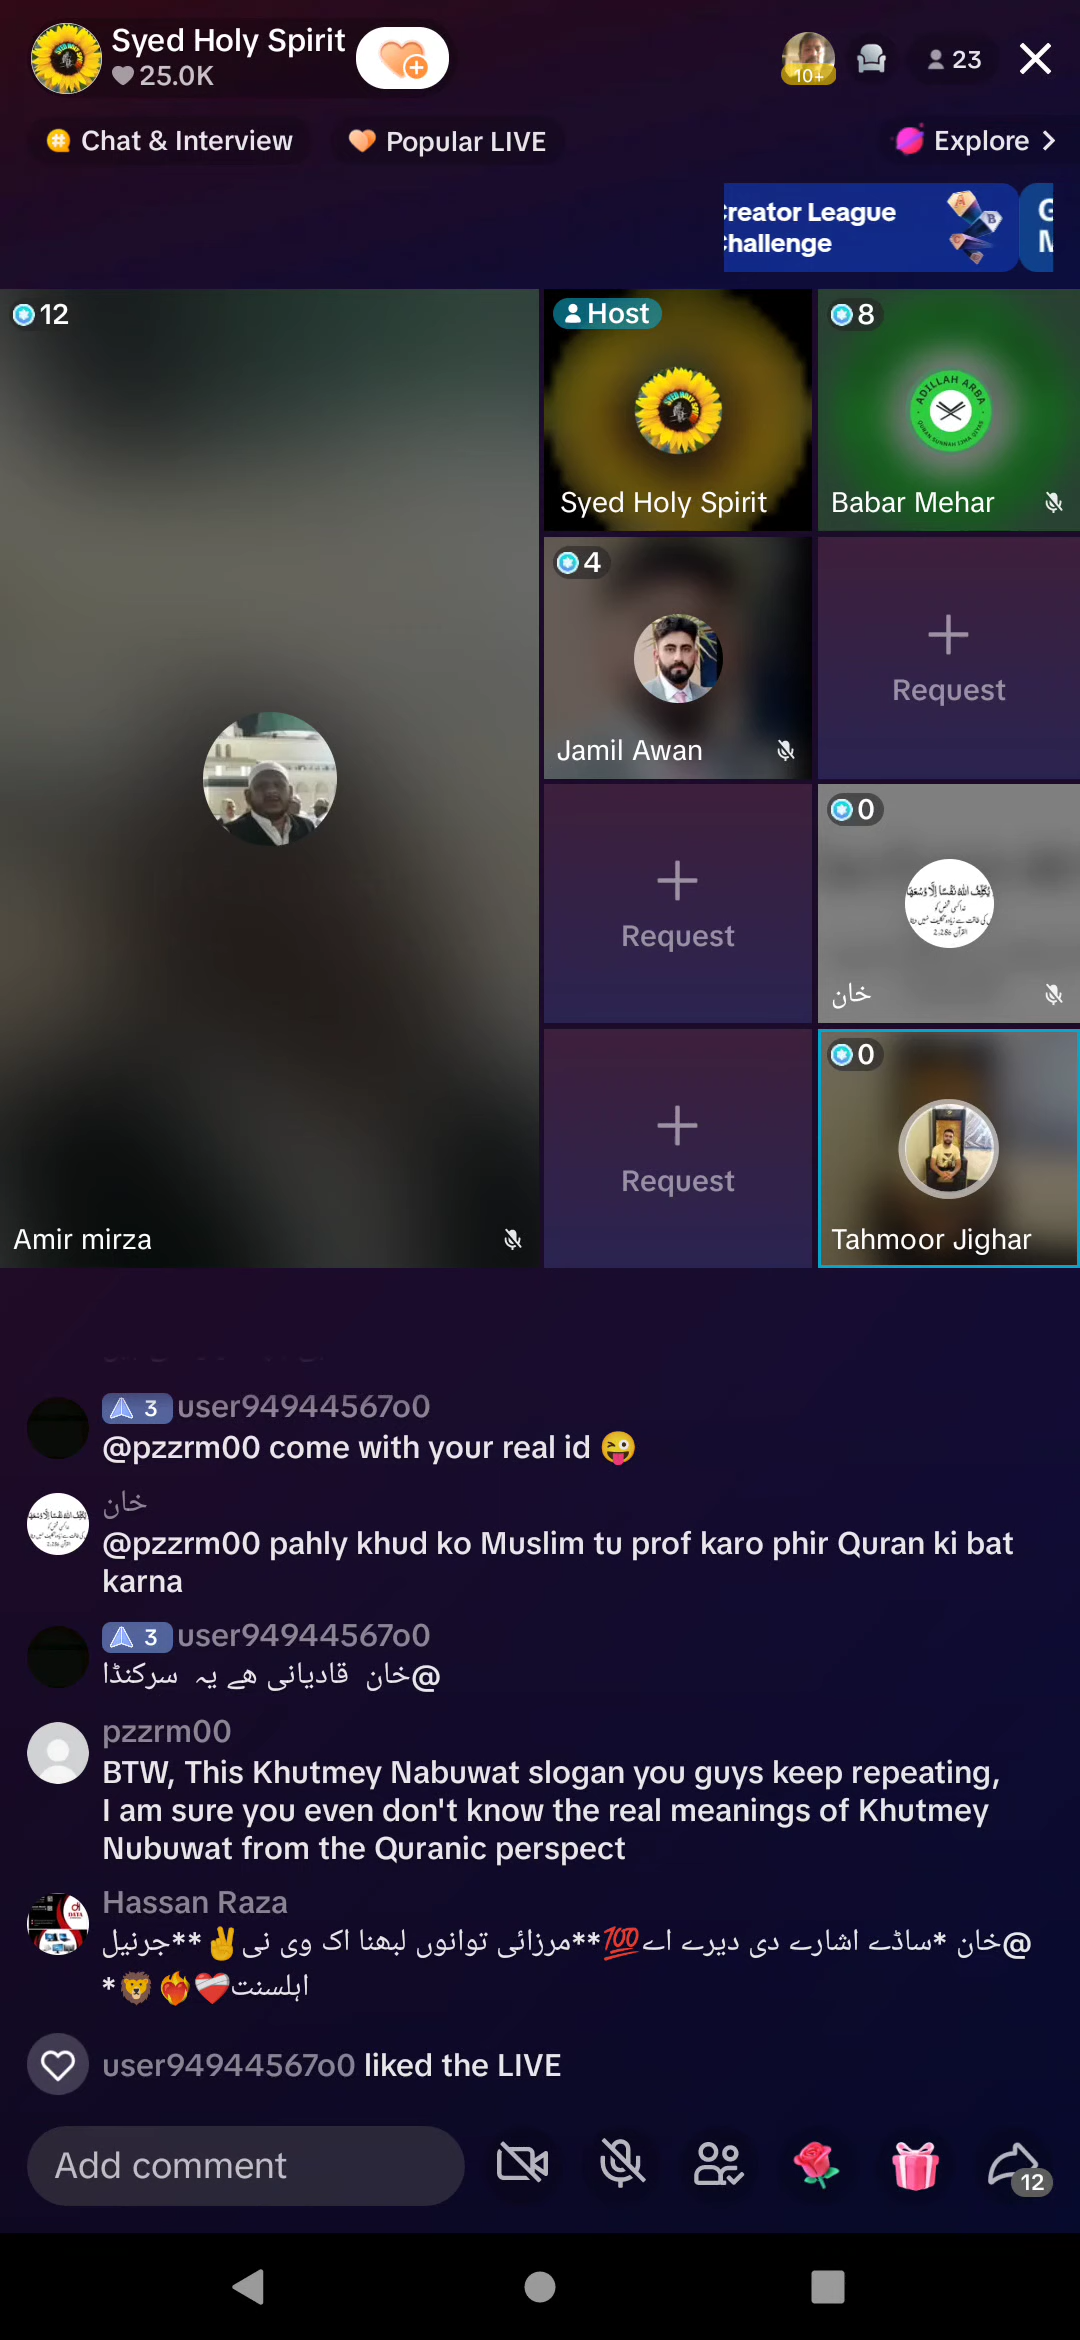 Syed Holy Spirit
25.0K
10+
23
Chat & Interview
Popular LIVE
Explore
reator League
hallenge
12
Host
8
ADILLAH ARBA
Syed Holy Spirit
Babar Mehar
4
Request
Jamil Awan
Request
0
خان
Request
0
Amir mirza
Tahmoor Jighar
3 user94944567o0
@pzzrm00 come with your real id 😜
خان
@pzzrm00 pahly khud ko Muslim tu prof karo phir Quran ki bat
karna
3 user94944567o0
@خان قادیانی ھے یہ سرکنڈا
pzzrm00
BTW, This Khutmey Nabuwat slogan you guys keep repeating,
I am sure you even don't know the real meanings of Khutmey
Nubuwat from the Quranic perspect
Hassan Raza
@خان *ساڈے اشارے دی دیرے اے💯**مرزائی توانوں لبھنا اک وی نی✌**جرنیل
اہلسنت❤️‍🩹❤️‍🔥🦁*
user94944567o0 liked the LIVE
Add comment
12